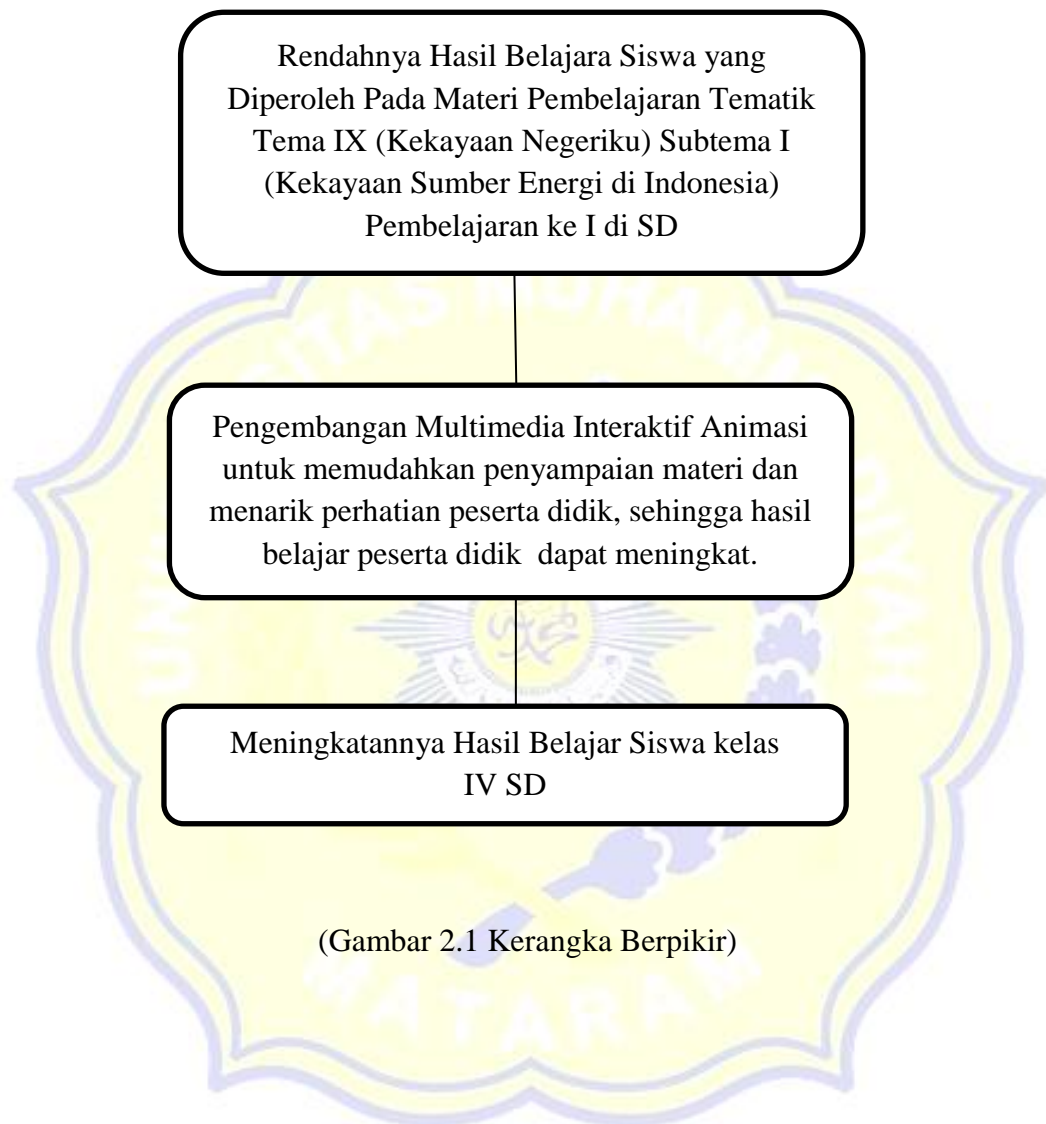 Rendahnya Hasil Belajara Siswa yang
Diperoleh Pada Materi Pembelajaran Tematik
Tema IX (Kekayaan Negeriku) Subtema I
(Kekayaan Sumber Energi di Indonesia)
Pembelajaran ke I di SD
Pengembangan Multimedia Interaktif Animasi
untuk memudahkan penyampaian materi dan
menarik perhatian peserta didik, sehingga hasil
belajar peserta didik dapat meningkat.
Meningkatannya Hasil Belajar Siswa kelas
IV SD
(Gambar 2.1 Kerangka Berpikir)
MATARAM